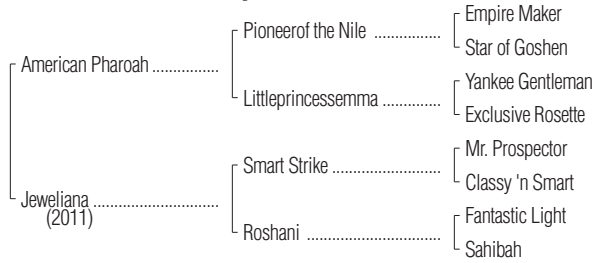 Empire Maker
Pioneerof the Nile ................
Star of Goshen
American Pharoah ................
Yankee Gentleman
Littleprincessemma ..............
Exclusive Rosette
Mr. Prospector
Smart Strike ..........................
Classy 'n Smart
Jeweliana ..............................
(2011)
Fantastic Light
Roshani ................................
Sahibah